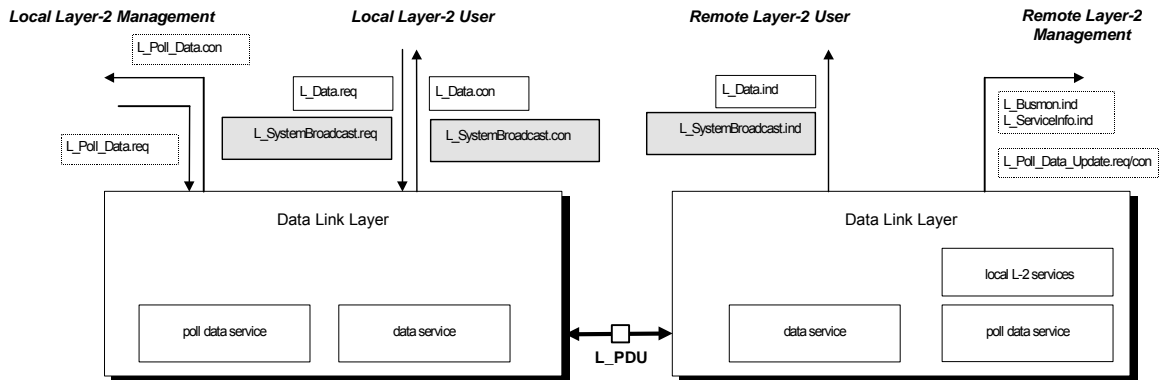 Local Layer-2 Management
Local Layer-2 User
Remote Layer-2 User
Remote Layer-2
Management
L_Poll_Data.con
L_Poll_Data.req
L_Data.req
L_SystemBroadcast.req
L_Data.con
L_SystemBroadcast.con
L_Data.ind
L_SystemBroadcast.ind
L_Busmon.ind
L_ServiceInfo.ind
L_Poll_Data_Update.req/con
Data Link Layer
poll data service
data service
L_PDU
Data Link Layer
local L-2 services
data service
poll data service